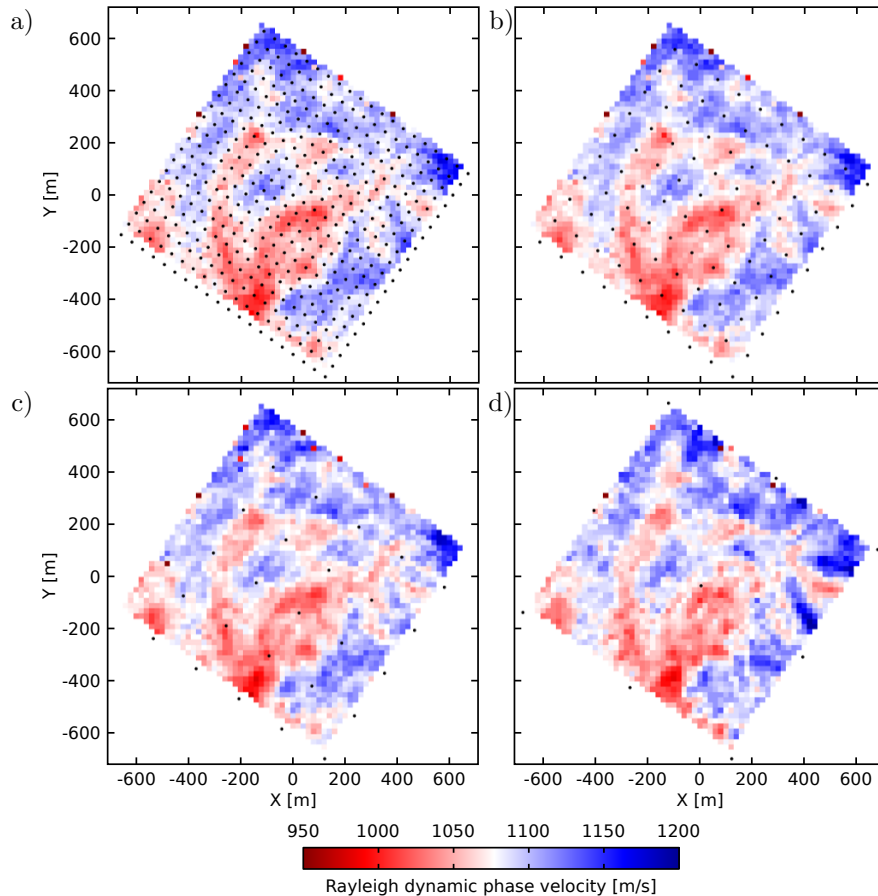 a)
b)
600
400
200
0
-200
-400
-600
Y [m]
c)
d)
600
400
200
0
-200
-400
-600
Y [m]
-600 -400 -200 0 200 400 600
-600 -400 -200 0 200 400 600
X [m]
X [m]
950 1000 1050 1100 1150 1200
Rayleigh dynamic phase velocity [m/s]